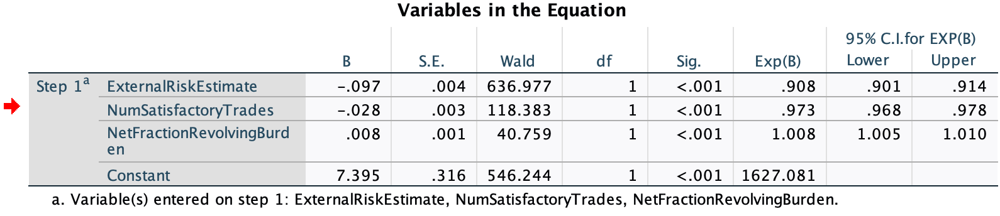 Variables in the Equation
95% C.I.for EXP(B)
B S.E. Wald df Sig. Exp(B) Lower Upper
Step 1a ExternalRiskEstimate -.097 .004 636.977 1 <.001 .908 .901 .914
NumSatisfactoryTrades -.028 .003 118.383 1 <.001 .973 .968 .978
NetFractionRevolvingBurd .008 .001 40.759 1 <.001 1.008 1.005 1.010
en
Constant 7.395 .316 546.244 1 <.001 1627.081
a. Variable(s) entered on step 1: ExternalRiskEstimate, NumSatisfactoryTrades, NetFractionRevolvingBurden.